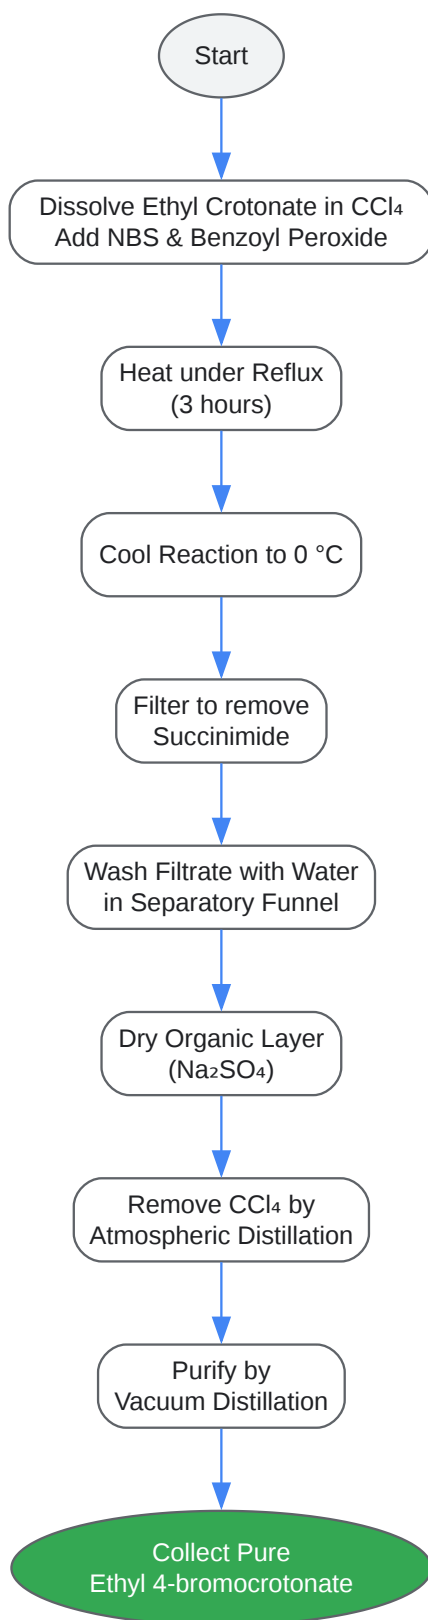 Start
Dissolve Ethyl Crotonate in CCl₄
Add NBS & Benzoyl Peroxide
Heat under Reflux
(3 hours)
Cool Reaction to 0 °C
Filter to remove
Succinimide
Wash Filtrate with Water
in Separatory Funnel
Dry Organic Layer
(Na₂SO₄)
Remove CCl₄ by
Atmospheric Distillation
Purify by
Vacuum Distillation
Collect Pure
Ethyl 4-bromocrotonate